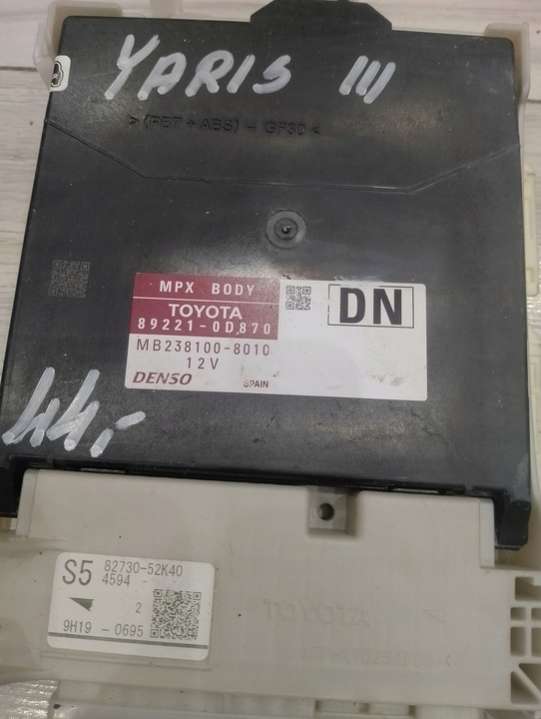 YARIS III
>(PBT+ABS)-GF30<
MPX BODY
TOYOTA
89221-0D870
MB238100-8010
12V
DENSO
SPAIN
DN
44,-
S5
82730-52K40
4594 -
2
9H19 - 0695